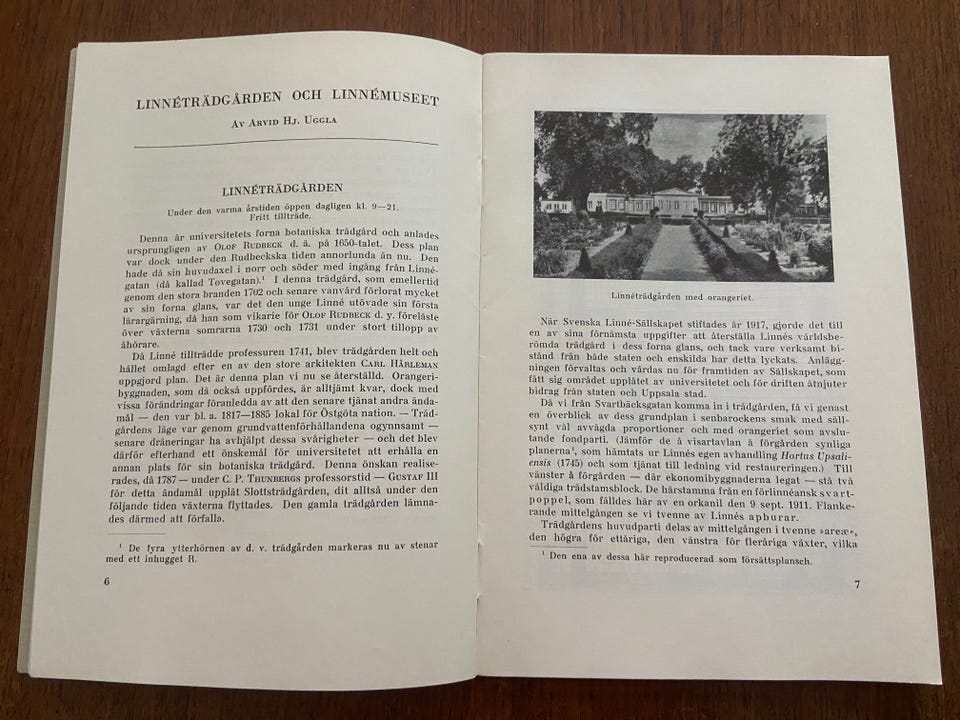 LINNÉTRÄDGÅRDEN OCH LINNÉMUSEET
AV ARVID HJ. UGGLA
LINNÉTRÄDGÅRDEN
Under den varma årstiden öppen dagligen kl. 9—21.
Fritt tillträde.
Denna är universitetets forna botaniska trädgård och anlades
ursprungligen av OLOF RUDBECK d. ä. på 1650-talet. Dess plan
var dock under den Rudbeckska tiden annorlunda än nu. Den
hade då sin huvudaxel i norr och söder med ingång från Linné-
gatan (då kallad Tovegatan).¹ I denna trädgård, som emellertid
genom den stora branden 1702 och senare vanvård förlorat mycket
av sin forna glans, var det den unge Linné utövade sin första
lärargärning, då han som vikarie för OLOF RUDBECK d. y. föreläste
över växterna somrarna 1730 och 1731 under stort tillopp av
åhörare.
Då Linné tillträdde professuren 1741, blev trädgården helt och
hållet omlagd efter en av den store arkitekten CARL HÅRLEMAN
uppgjord plan. Det är denna plan vi nu se återställd. Orangeri-
byggnaden, som då också uppfördes, är alltjämt kvar, dock med
vissa förändringar föranledda av att den senare tjänat andra ända-
mål — den var bl. a. 1817—1885 lokal för Östgöta nation. — Träd-
gårdens läge var genom grundvattenförhållandena ogynnsamt —
senare dräneringar ha avhjälpt dessa svårigheter — och det blev
därför efterhand ett önskemål för universitetet att erhålla en
annan plats för sin botaniska trädgård. Denna önskan realise-
rades, då 1787 — under C. P. THUNBERGS professorstid — GUSTAF III
för detta ändamål upplät Slottsträdgården, dit alltså under den
följande tiden växterna flyttades. Den gamla trädgården lämna-
des därmed att förfalla.
¹ De fyra ytterhörnen av d. v. trädgården markeras nu av stenar
med ett inhugget R.
6
Linnéträdgården med orangeriet.
När Svenska Linné-Sällskapet stiftades år 1917, gjorde det till
en av sina förnämsta uppgifter att återställa Linnés världsbe-
römda trädgård i dess forna glans, och tack vare verksamt bi-
stånd från både staten och enskilda har detta lyckats. Anlägg-
ningen förvaltas och vårdas nu för framtiden av Sällskapet, som
fått sig området upplåtet av universitetet och för driften åtnjuter
bidrag från staten och Uppsala stad.
Då vi från Svartbäcksgatan komma in i trädgården, få vi genast
en överblick av dess grundplan i senbarockens smak med säll-
synt väl avvägda proportioner och med orangeriet som avslu-
tande fondparti. (Jämför de å visartavlan å förgården synliga
planerna¹, som hämtats ur Linnés egen avhandling Hortus Upsali-
ensis (1745) och som tjänat till ledning vid restaureringen.) Till
vänster å förgården — där ekonomibyggnaderna legat — stå två
väldiga trädstamsblock. De härstamma från en förlinnéansk svart-
poppel, som fälldes här av en orkanil den 9 sept. 1911. Flanke-
rande mittelgången se vi tvenne av Linnés apburar.
Trädgårdens huvudparti delas av mittelgången i tvenne »areæ»,
den högra för ettåriga, den vänstra för fleråriga växter, vilka
¹ Den ena av dessa här reproducerad som försättsplansch.
7